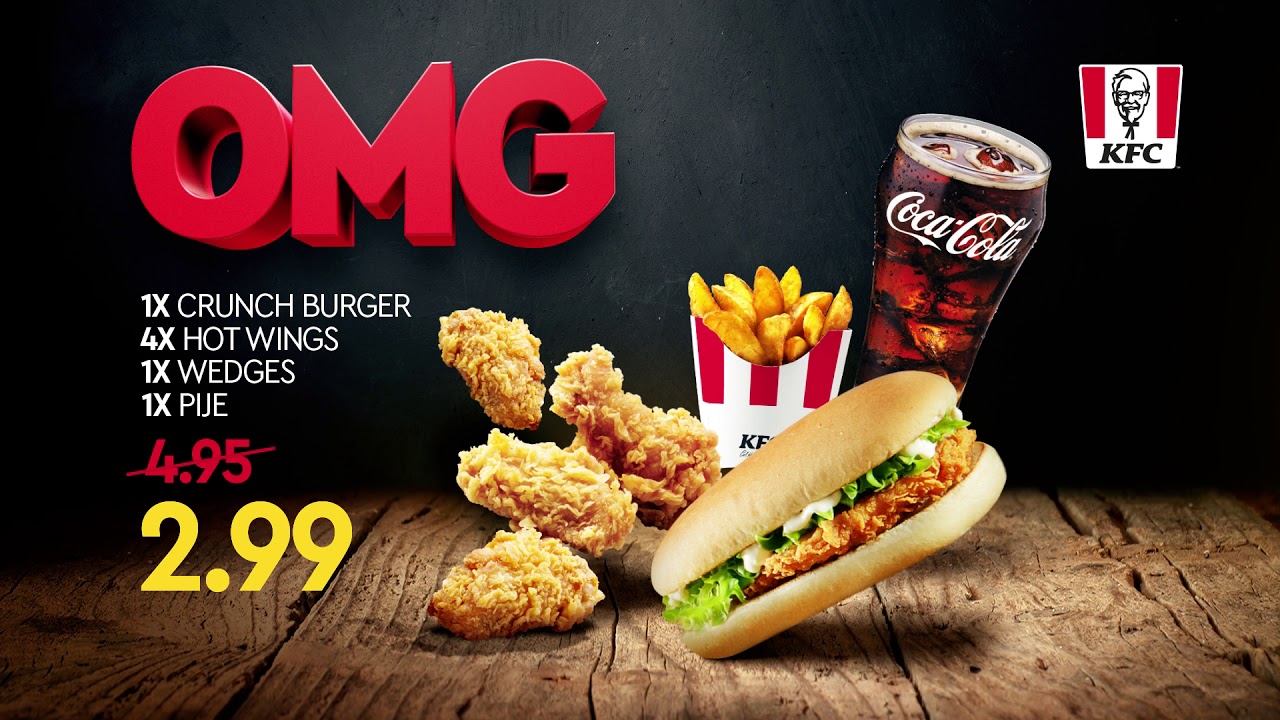 OMG
KFC
Coca-Cola
1X CRUNCH BURGER
4X HOT WINGS
1X WEDGES
1X PIJE
4.95
2.99
KFC